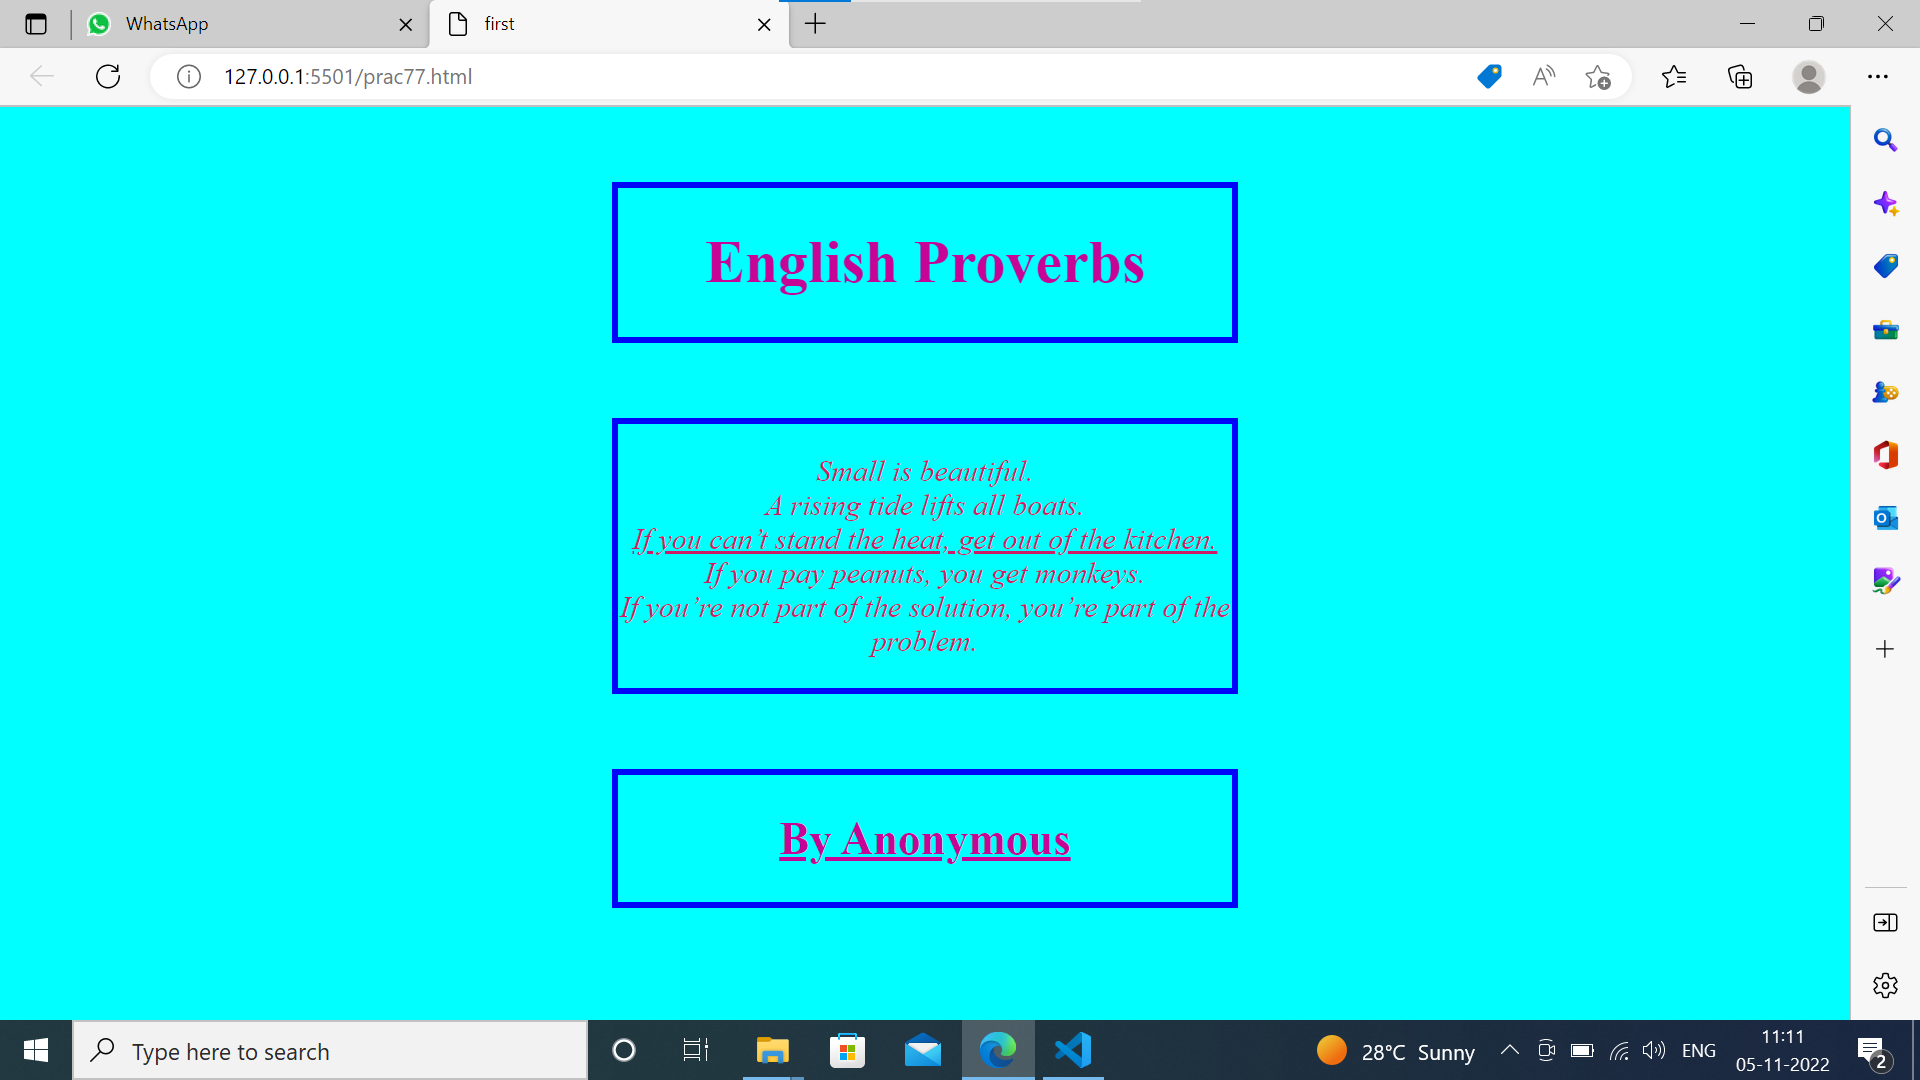 WhatsApp
first
127.0.0.1:5501/prac77.html
English Proverbs
Small is beautiful.
A rising tide lifts all boats.
If you can’t stand the heat, get out of the kitchen.
If you pay peanuts, you get monkeys.
If you’re not part of the solution, you’re part of the
problem.
By Anonymous
Type here to search
28°C Sunny
ENG
11:11
05-11-2022
2